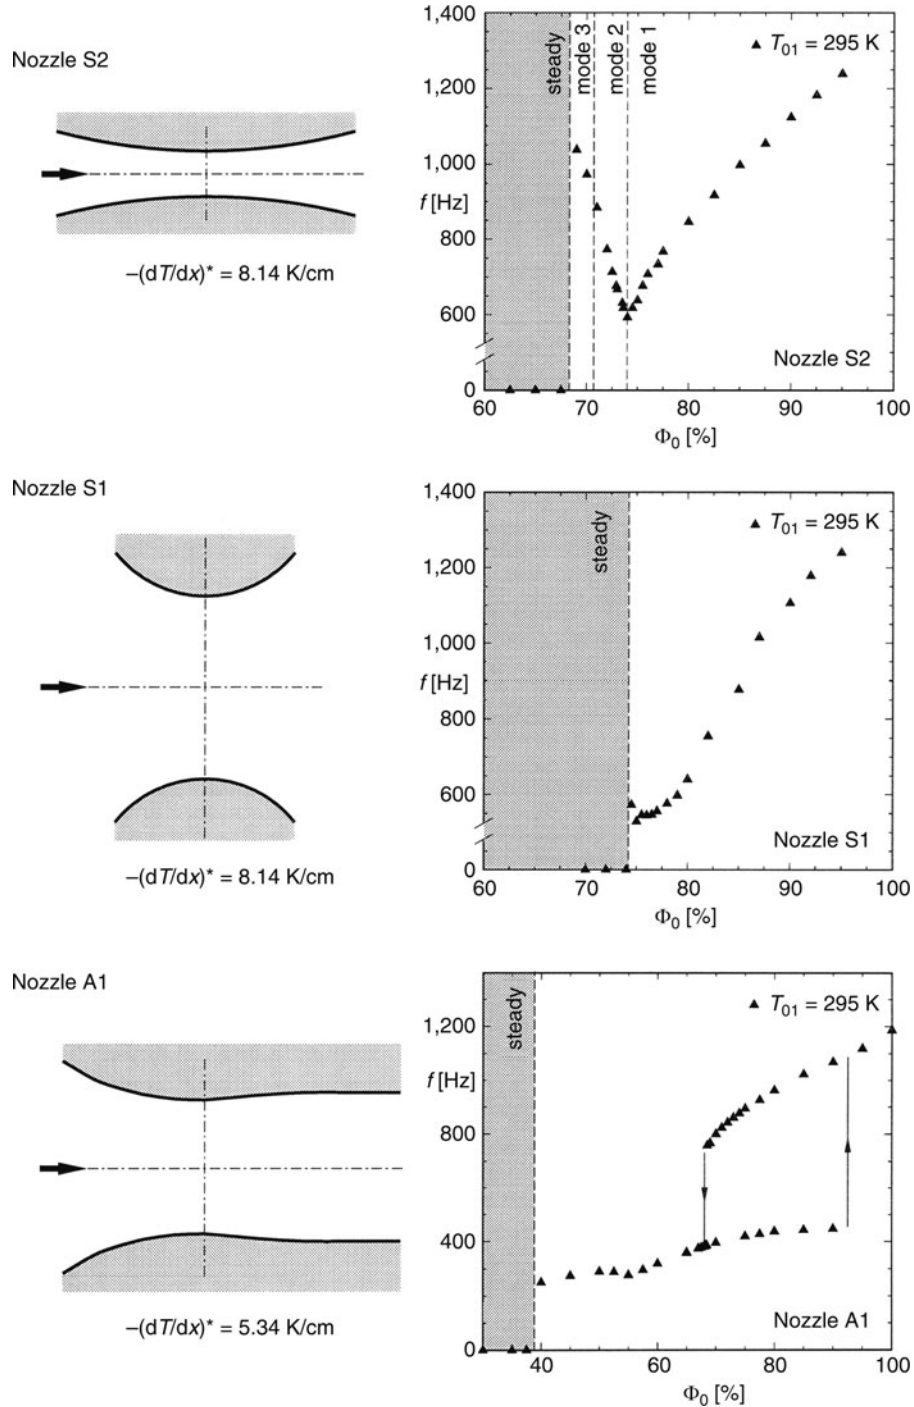 Nozzle S2
−(dT/dx)* = 8.14 K/cm
1,400
1,200
1,000
f [Hz]
800
600
0
60 70 80 90 100
Φ0 [%]
steady
mode 3
mode 2
mode 1
▲ T01 = 295 K
Nozzle S2
Nozzle S1
−(dT/dx)* = 8.14 K/cm
1,400
1,200
1,000
f [Hz]
800
600
0
60 70 80 90 100
Φ0 [%]
steady
▲ T01 = 295 K
Nozzle S1
Nozzle A1
−(dT/dx)* = 5.34 K/cm
1,200
f [Hz]
800
400
0
40 60 80 100
Φ0 [%]
steady
▲ T01 = 295 K
Nozzle A1